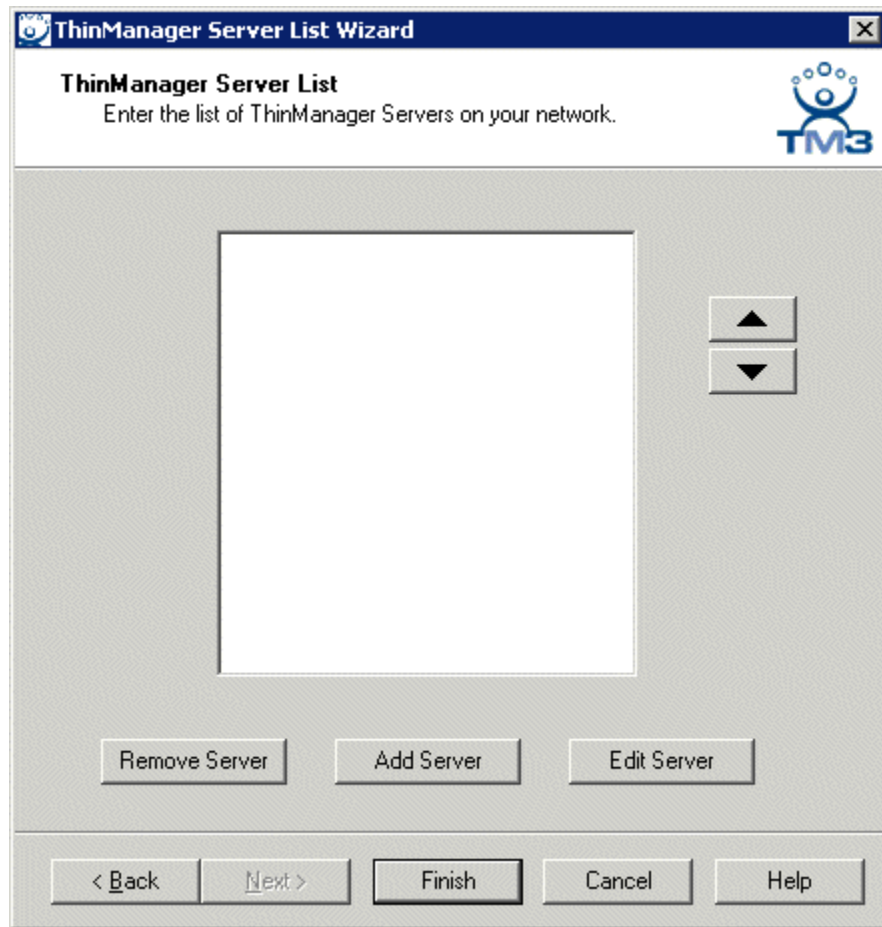 ThinManager Server List Wizard
ThinManager Server List
Enter the list of ThinManager Servers on your network.
TM3
Remove Server
Add Server
Edit Server
< Back
Next >
Finish
Cancel
Help